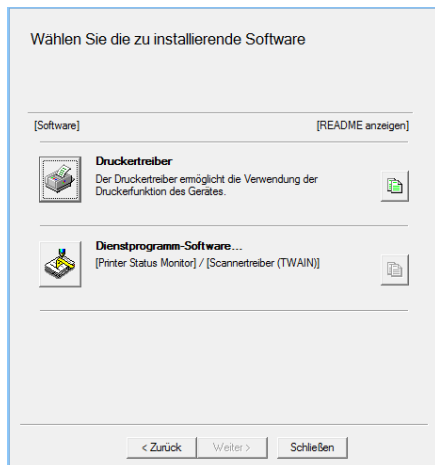 Wählen Sie die zu installierende Software
[Software] [README anzeigen]
Druckertreiber
Der Druckertreiber ermöglicht die Verwendung der
Druckerfunktion des Gerätes.
Dienstprogramm-Software...
[Printer Status Monitor] / [Scannertreiber (TWAIN)]
< Zurück Weiter > Schließen